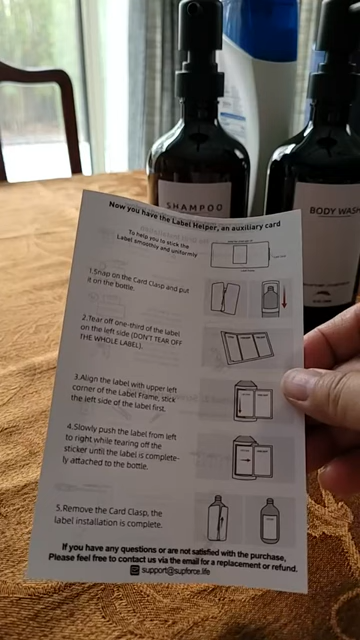 SHAMPOO
BODY WASH
Now you have the Label Helper, an auxiliary card
To help you to stick the
Label smoothly and uniformly
1.Snap on the Card Clasp and put
it on the bottle.
2.Tear off one-third of the label
on the left side (DON'T TEAR OFF
THE WHOLE LABEL).
3.Align the label with upper left
corner of the Label Frame, stick
the left side of the label first.
4.Slowly push the label from left
to right while tearing off the
sticker until the label is complete-
ly attached to the bottle.
5.Remove the Card Clasp, the
label installation is complete.
If you have any questions or are not satisfied with the purchase,
Please feel free to contact us via the email for a replacement or refund.
support@supforce.life